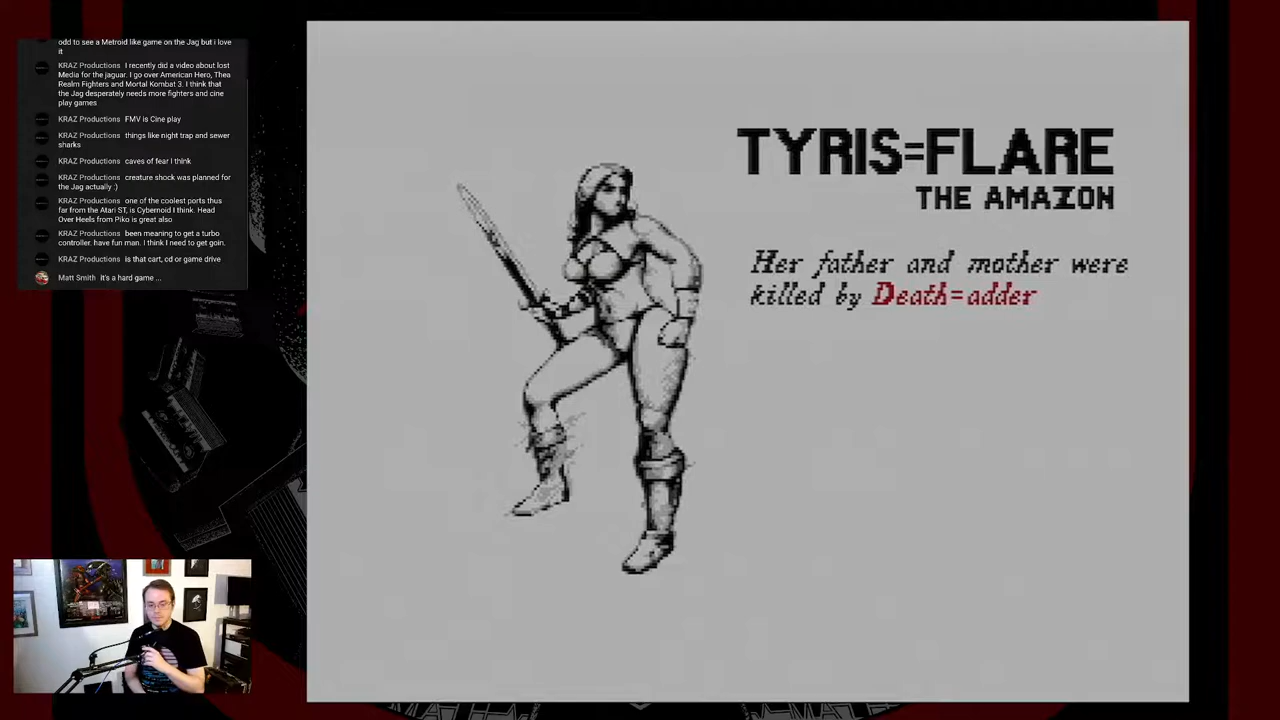 odd to see a Metroid like game on the Jag but i love
it
KRAZ Productions I recently did a video about lost
Media for the jaguar. I go over American Hero, Thea
Realm Fighters and Mortal Kombat 3. I think that
the Jag desperately needs more fighters and cine
play games
KRAZ Productions FMV is Cine play
KRAZ Productions things like night trap and sewer
sharks
KRAZ Productions caves of fear I think
KRAZ Productions creature shock was planned for
the Jag actually :)
KRAZ Productions one of the coolest ports thus
far from the Atari ST, is Cybernoid I think. Head
Over Heels from Piko is great also
KRAZ Productions been meaning to get a turbo
controller. have fun man. I think I need to get goin.
KRAZ Productions Is that cart, cd or game drive
Matt Smith it's a hard game ...
TYRIS=FLARE
THE AMAZON
Her father and mother were
killed by Death=adder